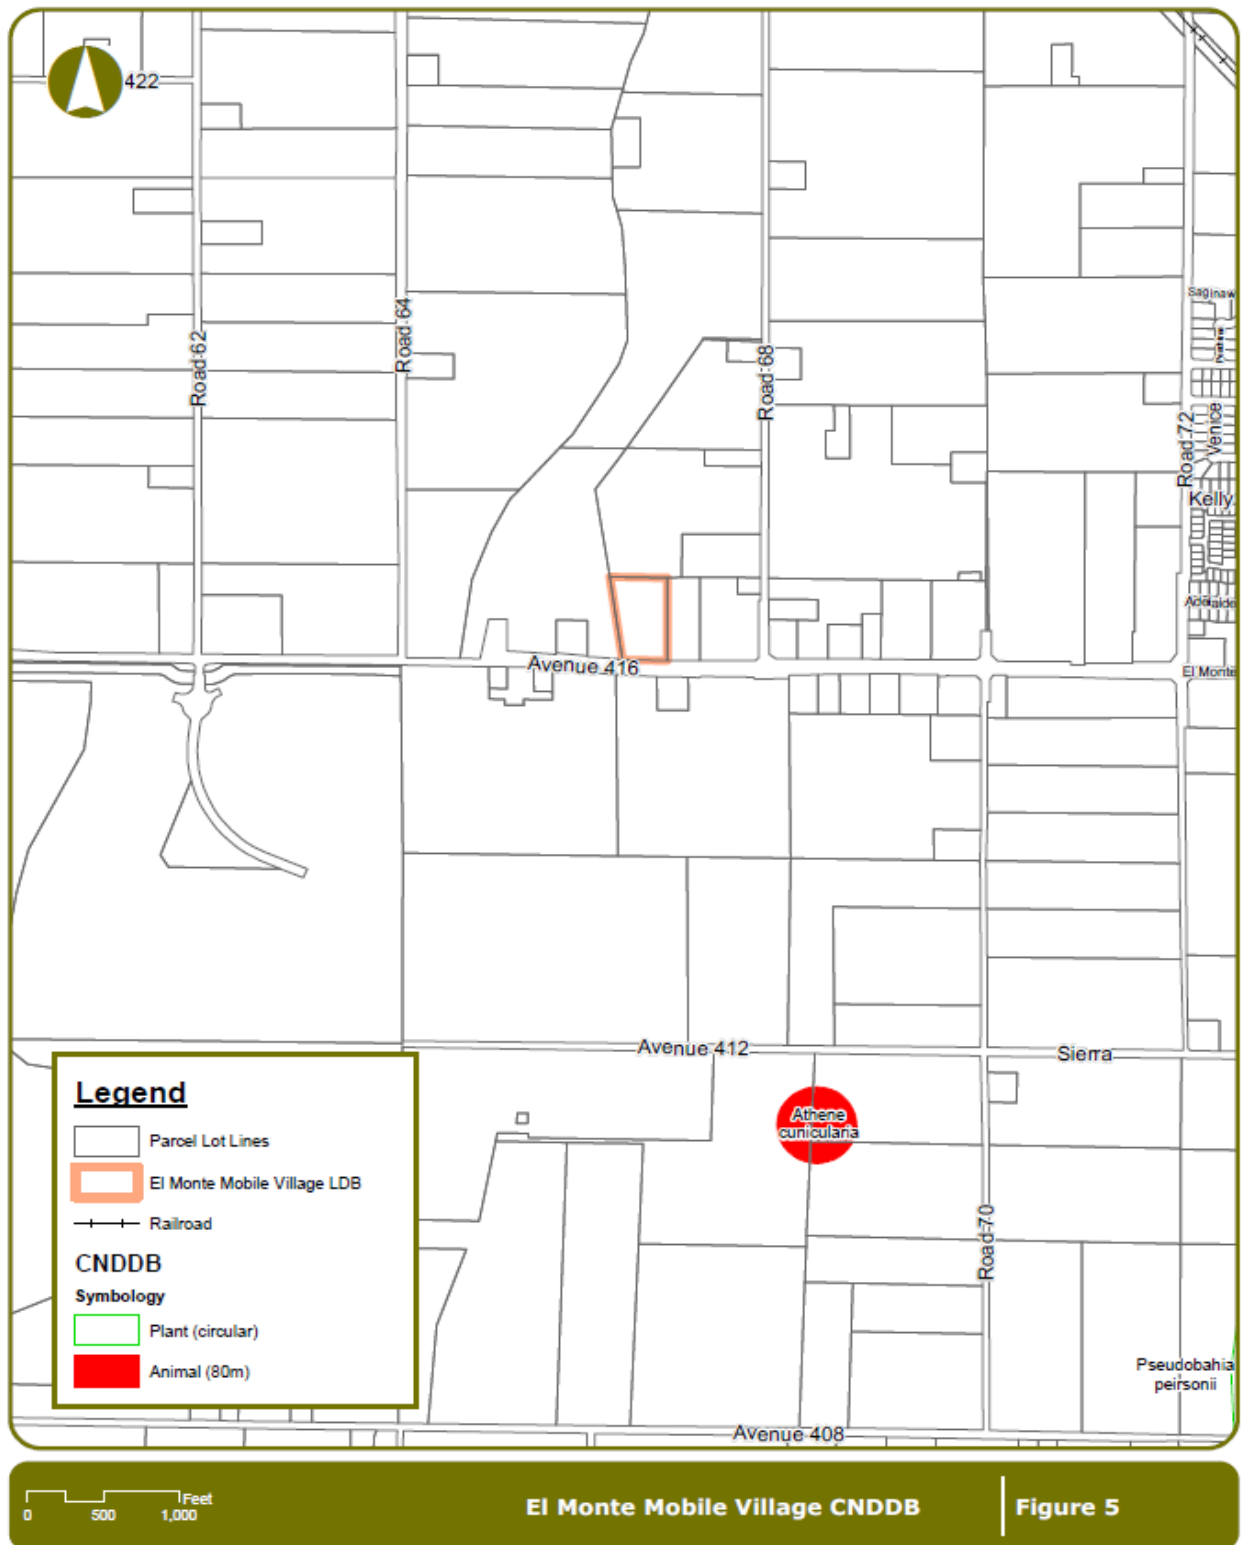 422
Road 62
Road 64
Road 68
Road 72
Saginaw
Venice
Kelly
Adelaide
El Monte
Avenue 416
Avenue 412
Sierra
Athene
cunicularia
Road 70
Pseudobahia
peirsonii
Avenue 408
Legend
Parcel Lot Lines
El Monte Mobile Village LDB
Railroad
CNDDB
Symbology
Plant (circular)
Animal (80m)
Feet
0 500 1,000
El Monte Mobile Village CNDDB
Figure 5